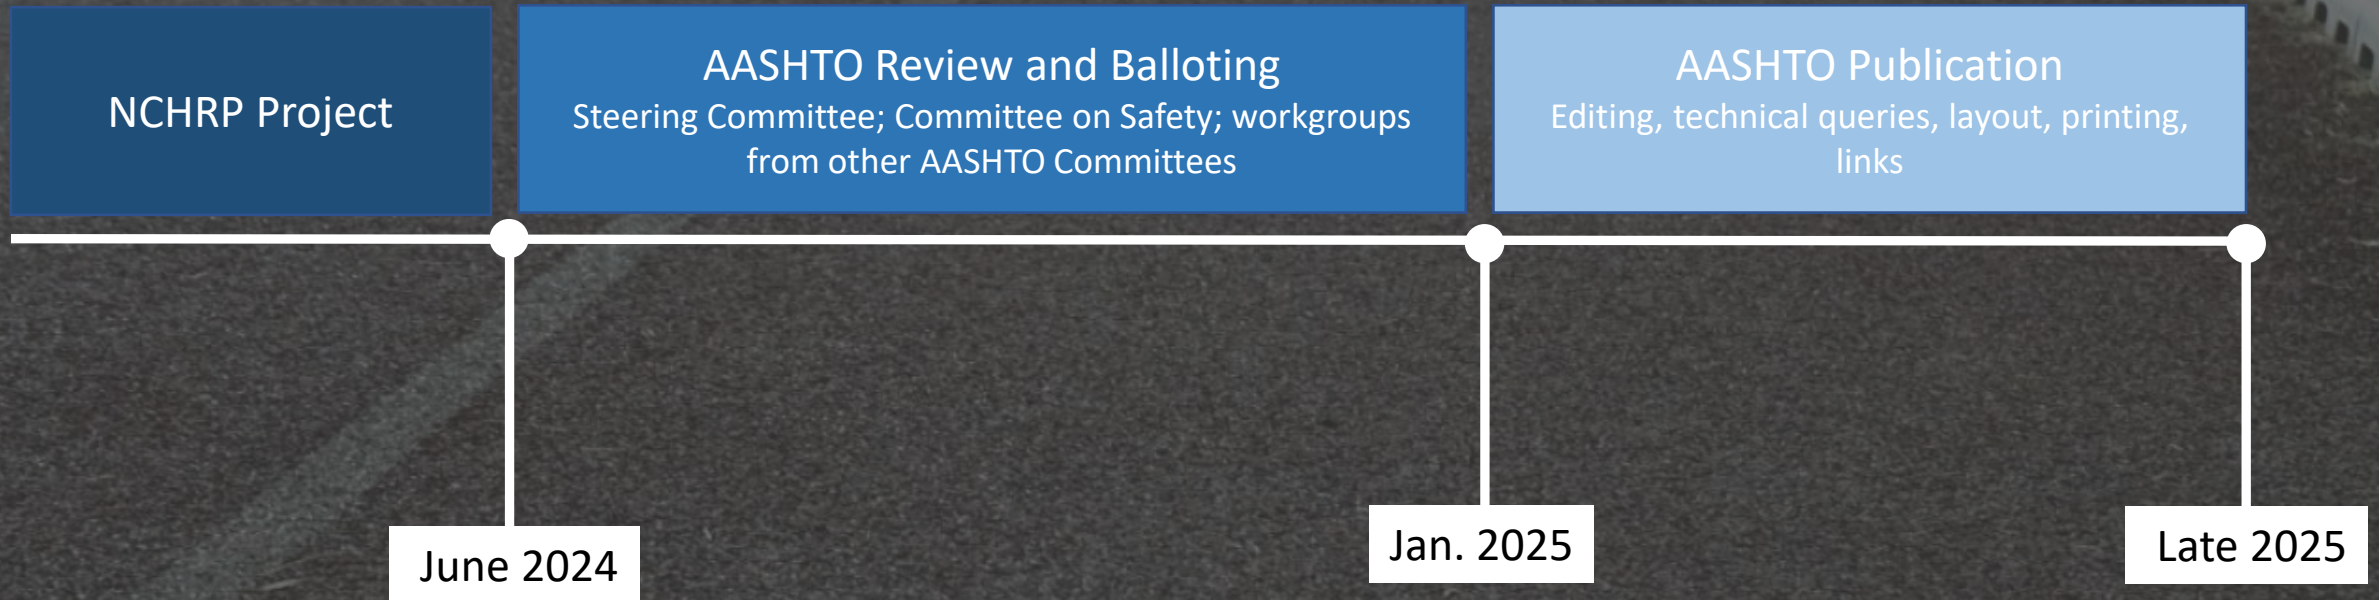 NCHRP Project
AASHTO Review and Balloting
Steering Committee; Committee on Safety; workgroups
from other AASHTO Committees
AASHTO Publication
Editing, technical queries, layout, printing,
links
June 2024
Jan. 2025
Late 2025